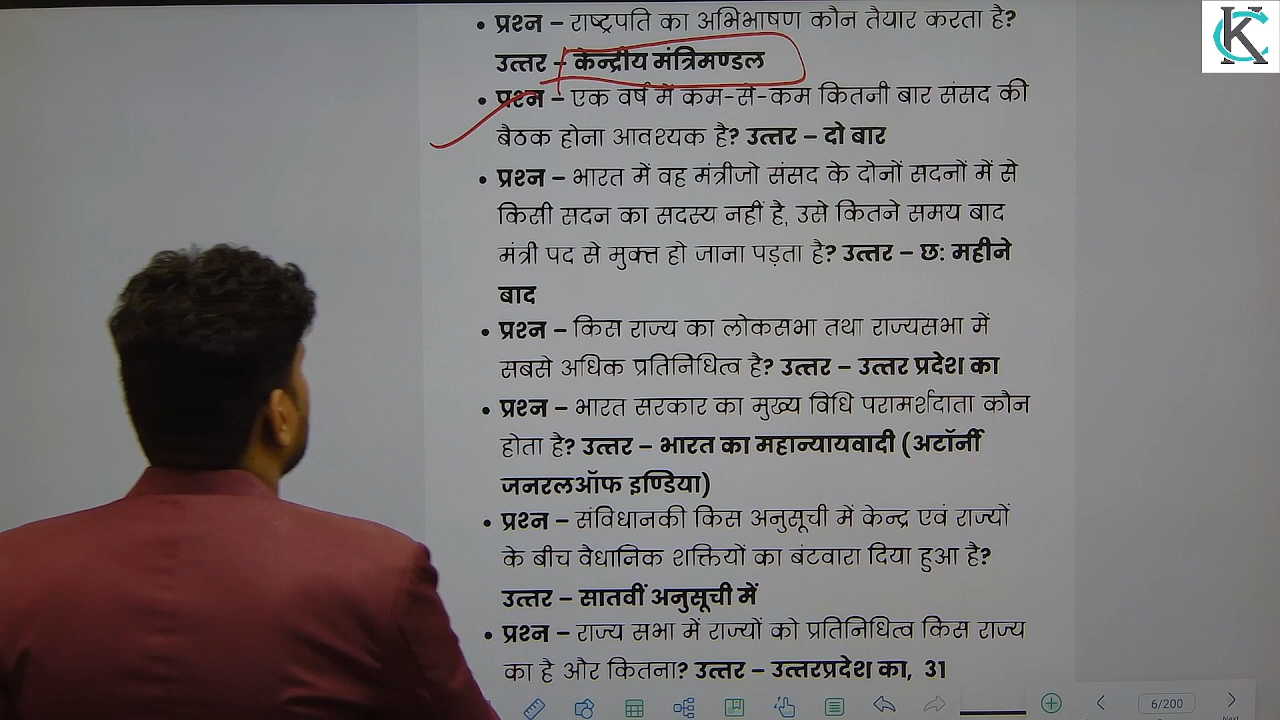 • प्रश्न – राष्ट्रपति का अभिभाषण कौन तैयार करता है?
उत्तर – केन्द्रीय मंत्रिमण्डल
• प्रश्न – एक वर्ष में कम-से-कम कितनी बार संसद की
बैठक होना आवश्यक है? उत्तर – दो बार
• प्रश्न – भारत में वह मंत्रीजो संसद के दोनों सदनों में से
किसी सदन का सदस्य नहीं है, उसे कितने समय बाद
मंत्री पद से मुक्त हो जाना पड़ता है? उत्तर – छः महीने
बाद
• प्रश्न – किस राज्य का लोकसभा तथा राज्यसभा में
सबसे अधिक प्रतिनिधित्व है? उत्तर – उत्तर प्रदेश का
• प्रश्न – भारत सरकार का मुख्य विधि परामर्शदाता कौन
होता है? उत्तर – भारत का महान्यायवादी (अटॉर्नी
जनरलऑफ इण्डिया)
• प्रश्न – संविधानकी किस अनुसूची में केन्द्र एवं राज्यों
के बीच वैधानिक शक्तियों का बंटवारा दिया हुआ है?
उत्तर – सातवीं अनुसूची में
• प्रश्न – राज्य सभा में राज्यों को प्रतिनिधित्व किस राज्य
का है और कितना? उत्तर – उत्तरप्रदेश का, 31
6/200
Next
KC